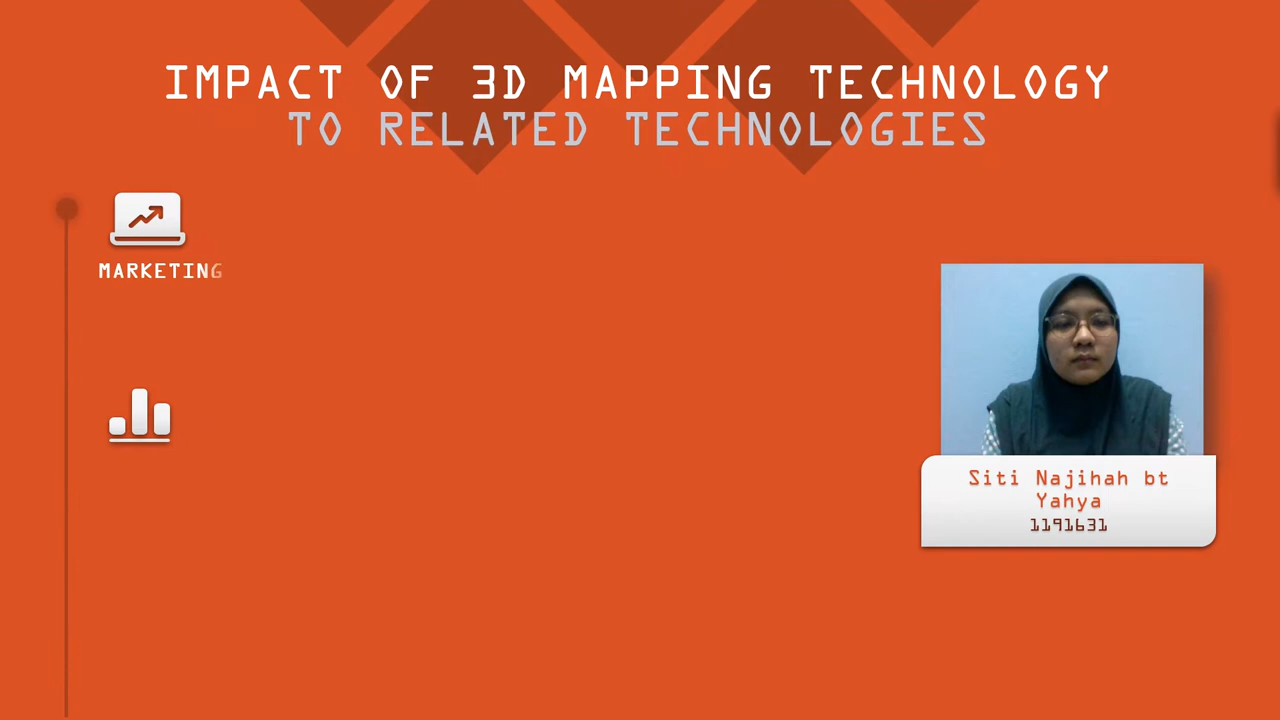 IMPACT OF 3D MAPPING TECHNOLOGY
TO RELATED TECHNOLOGIES
MARKETING
Siti Najihah bt
Yahya
1191631